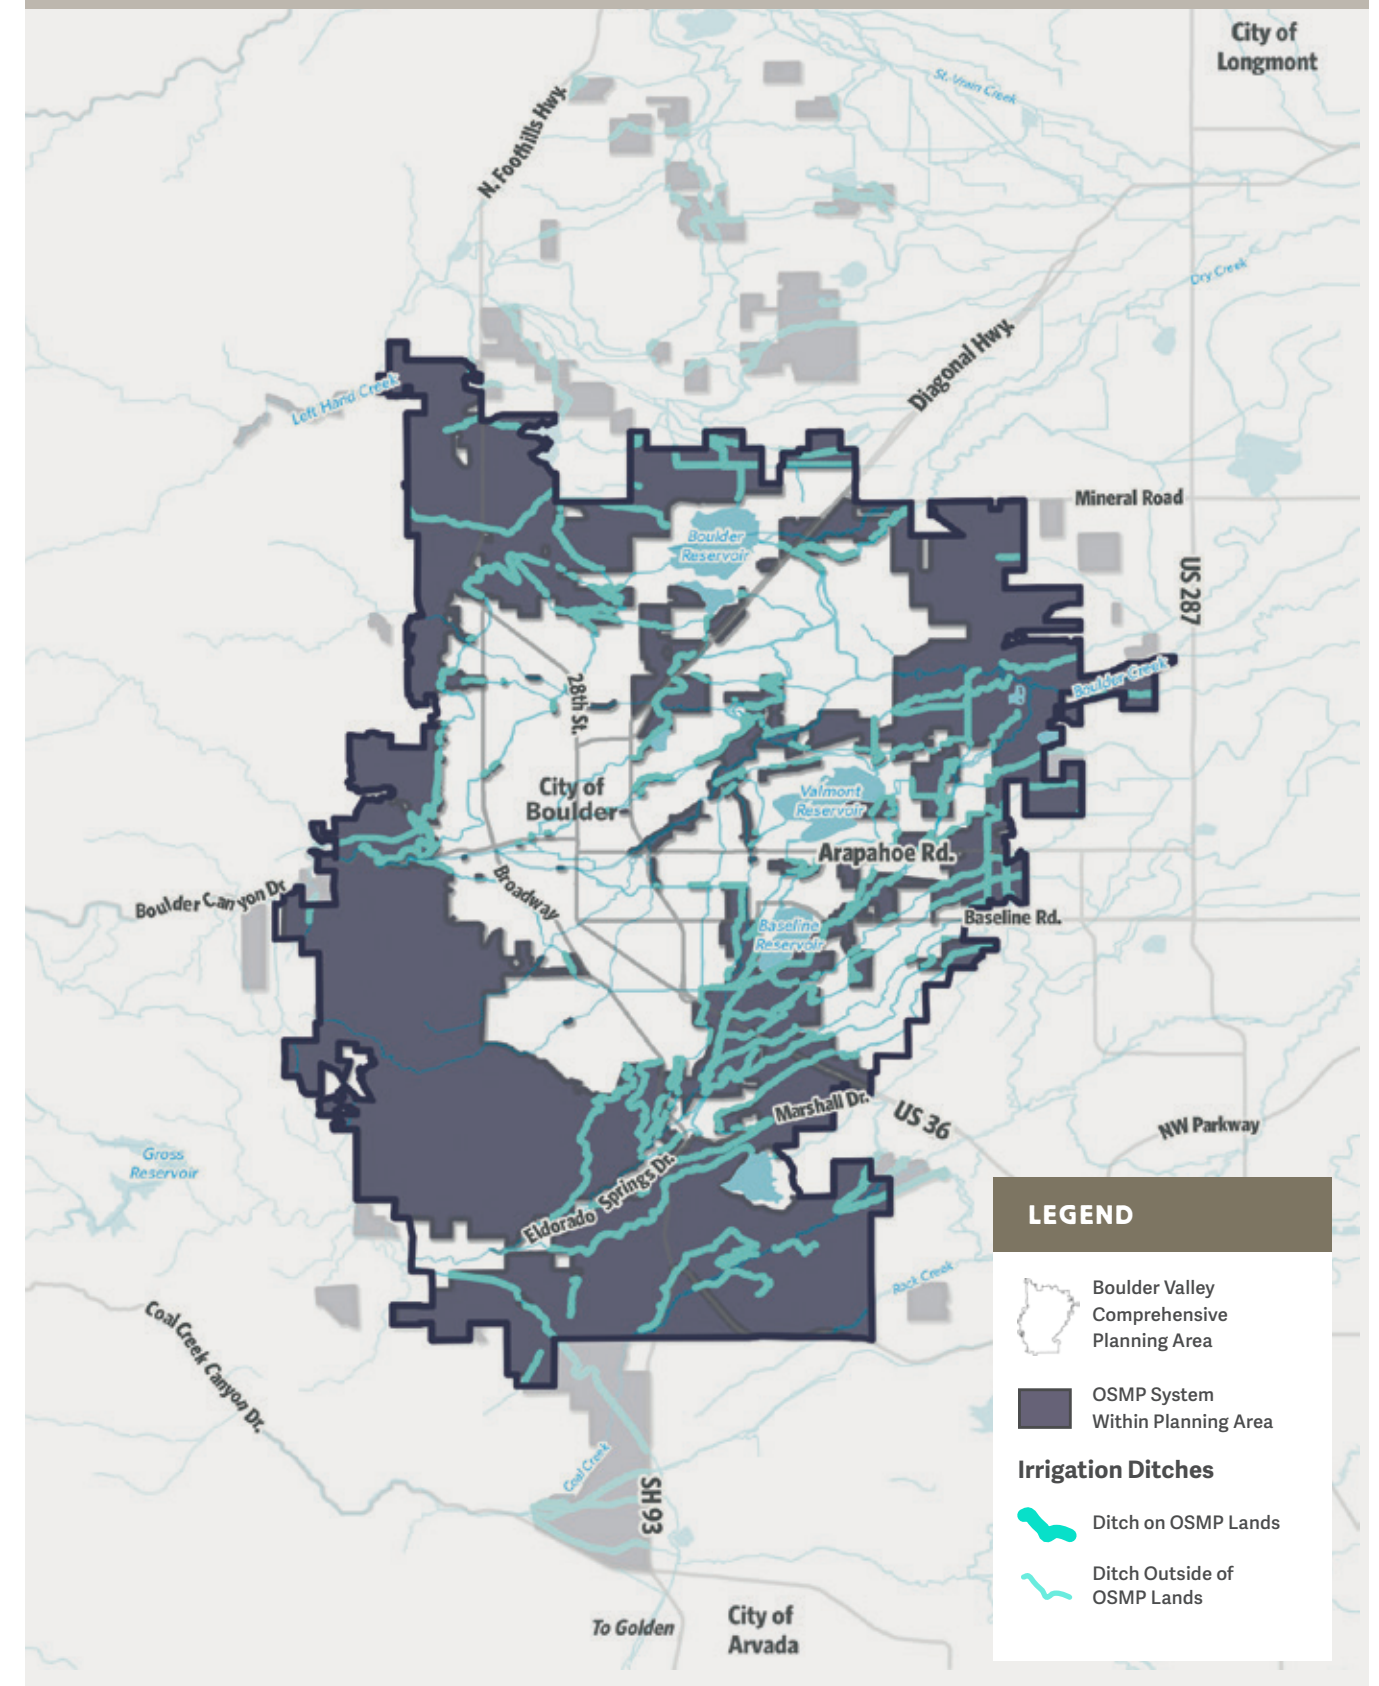 City of
Longmont
St. Vrain Creek
N. Foothills Hwy.
Dry Creek
Diagonal Hwy.
Left Hand Creek
Mineral Road
Boulder
Reservoir
US 287
Boulder Creek
28th St.
City of
Boulder
Valmont
Reservoir
Arapahoe Rd.
Boulder Canyon Dr
Broadway
Baseline Rd.
Baseline
Reservoir
Marshall Dr.
US 36
NW Parkway
Gross
Reservoir
Eldorado Springs Dr.
Rock Creek
Coal Creek Canyon Dr.
Coal Creek
SH 93
To Golden
City of
Arvada
LEGEND
Boulder Valley
Comprehensive
Planning Area
OSMP System
Within Planning Area
Irrigation Ditches
Ditch on OSMP Lands
Ditch Outside of
OSMP Lands